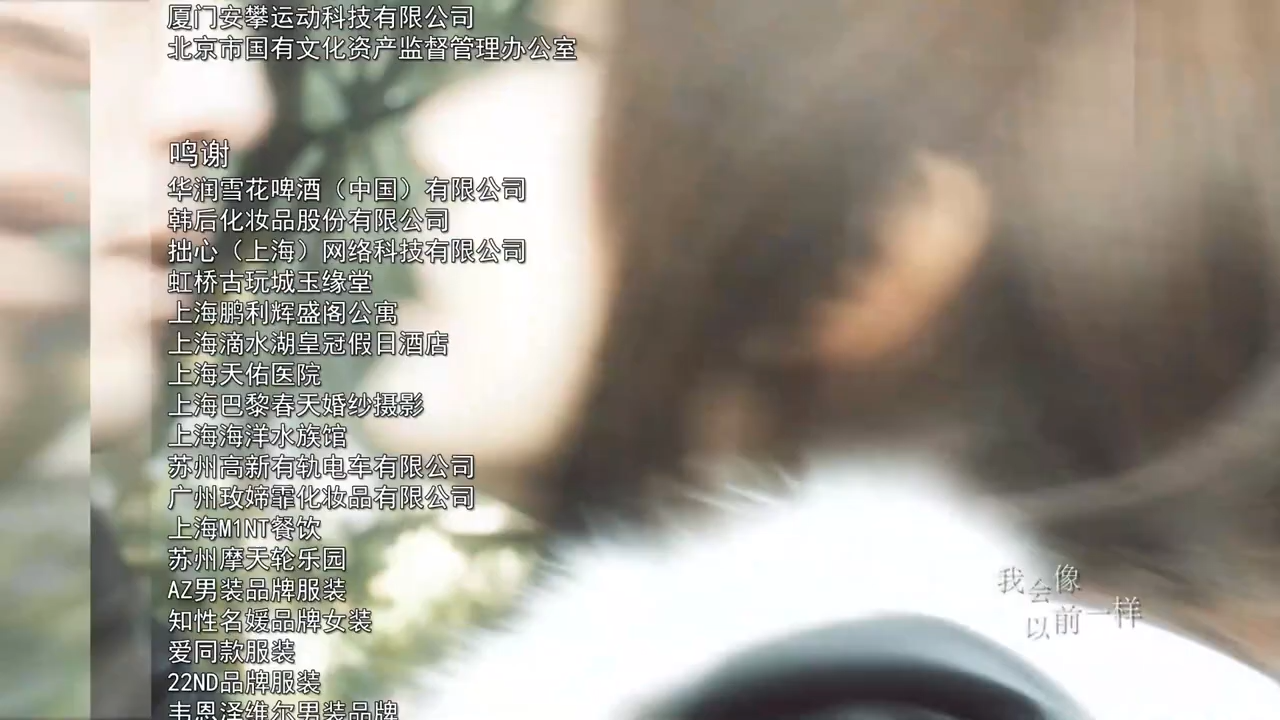 厦门安攀运动科技有限公司
北京市国有文化资产监督管理办公室
鸣谢
华润雪花啤酒（中国）有限公司
韩后化妆品股份有限公司
拙心（上海）网络科技有限公司
虹桥古玩城玉缘堂
上海鹏利辉盛阁公寓
上海滴水湖皇冠假日酒店
上海天佑医院
上海巴黎春天婚纱摄影
上海海洋水族馆
苏州高新有轨电车有限公司
广州玫媂霏化妆品有限公司
上海M1NT餐饮
苏州摩天轮乐园
AZ男装品牌服装
知性名媛品牌女装
爱同款服装
22ND品牌服装
韦恩泽维尔男装品牌
我会像
以前一样